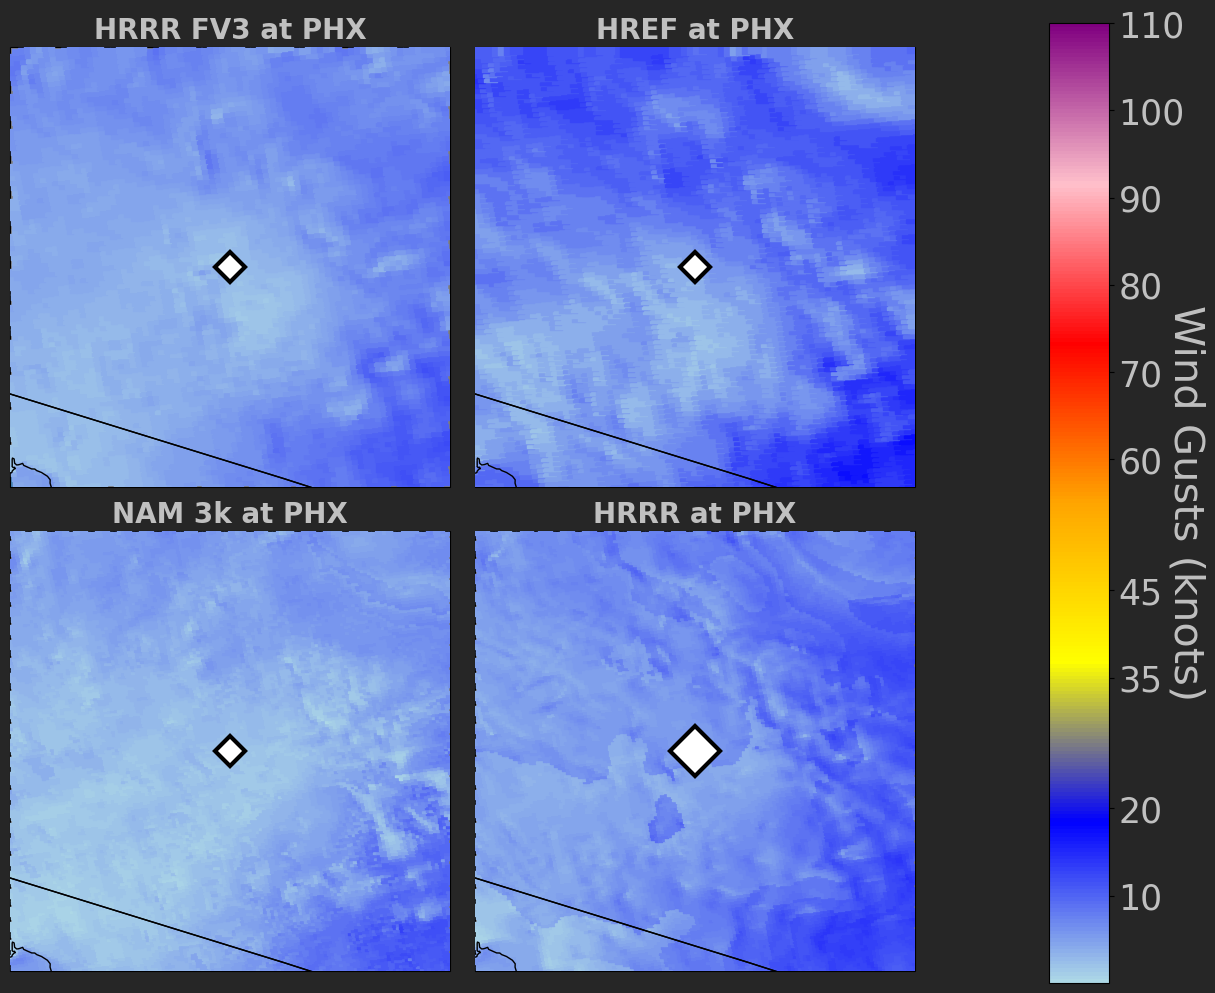 HRRR FV3 at PHX
HREF at PHX
NAM 3k at PHX
HRRR at PHX
110
100
90
80
70
60
45
35
20
10
Wind Gusts (knots)